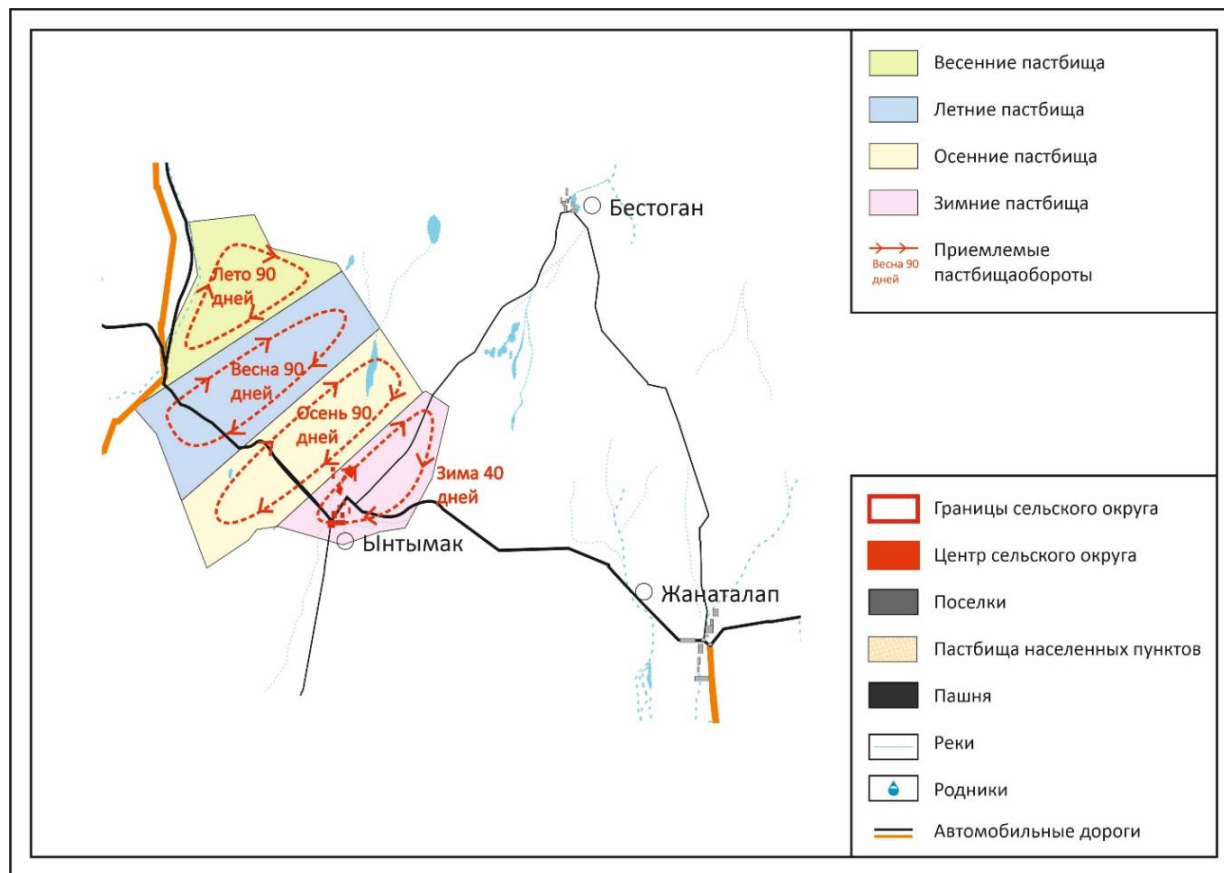 Весенние пастбища
Летние пастбища
Осенние пастбища
Зимние пастбища
Весна 90
дней
Приемлемые
пастбищаобороты
Бестоган
Лето 90
дней
Весна 90
дней
Осень 90
дней
Зима 40
дней
Ынтымак
Жанаталап
Границы сельского округа
Центр сельского округа
Поселки
Пастбища населенных пунктов
Пашня
Реки
Родники
Автомобильные дороги